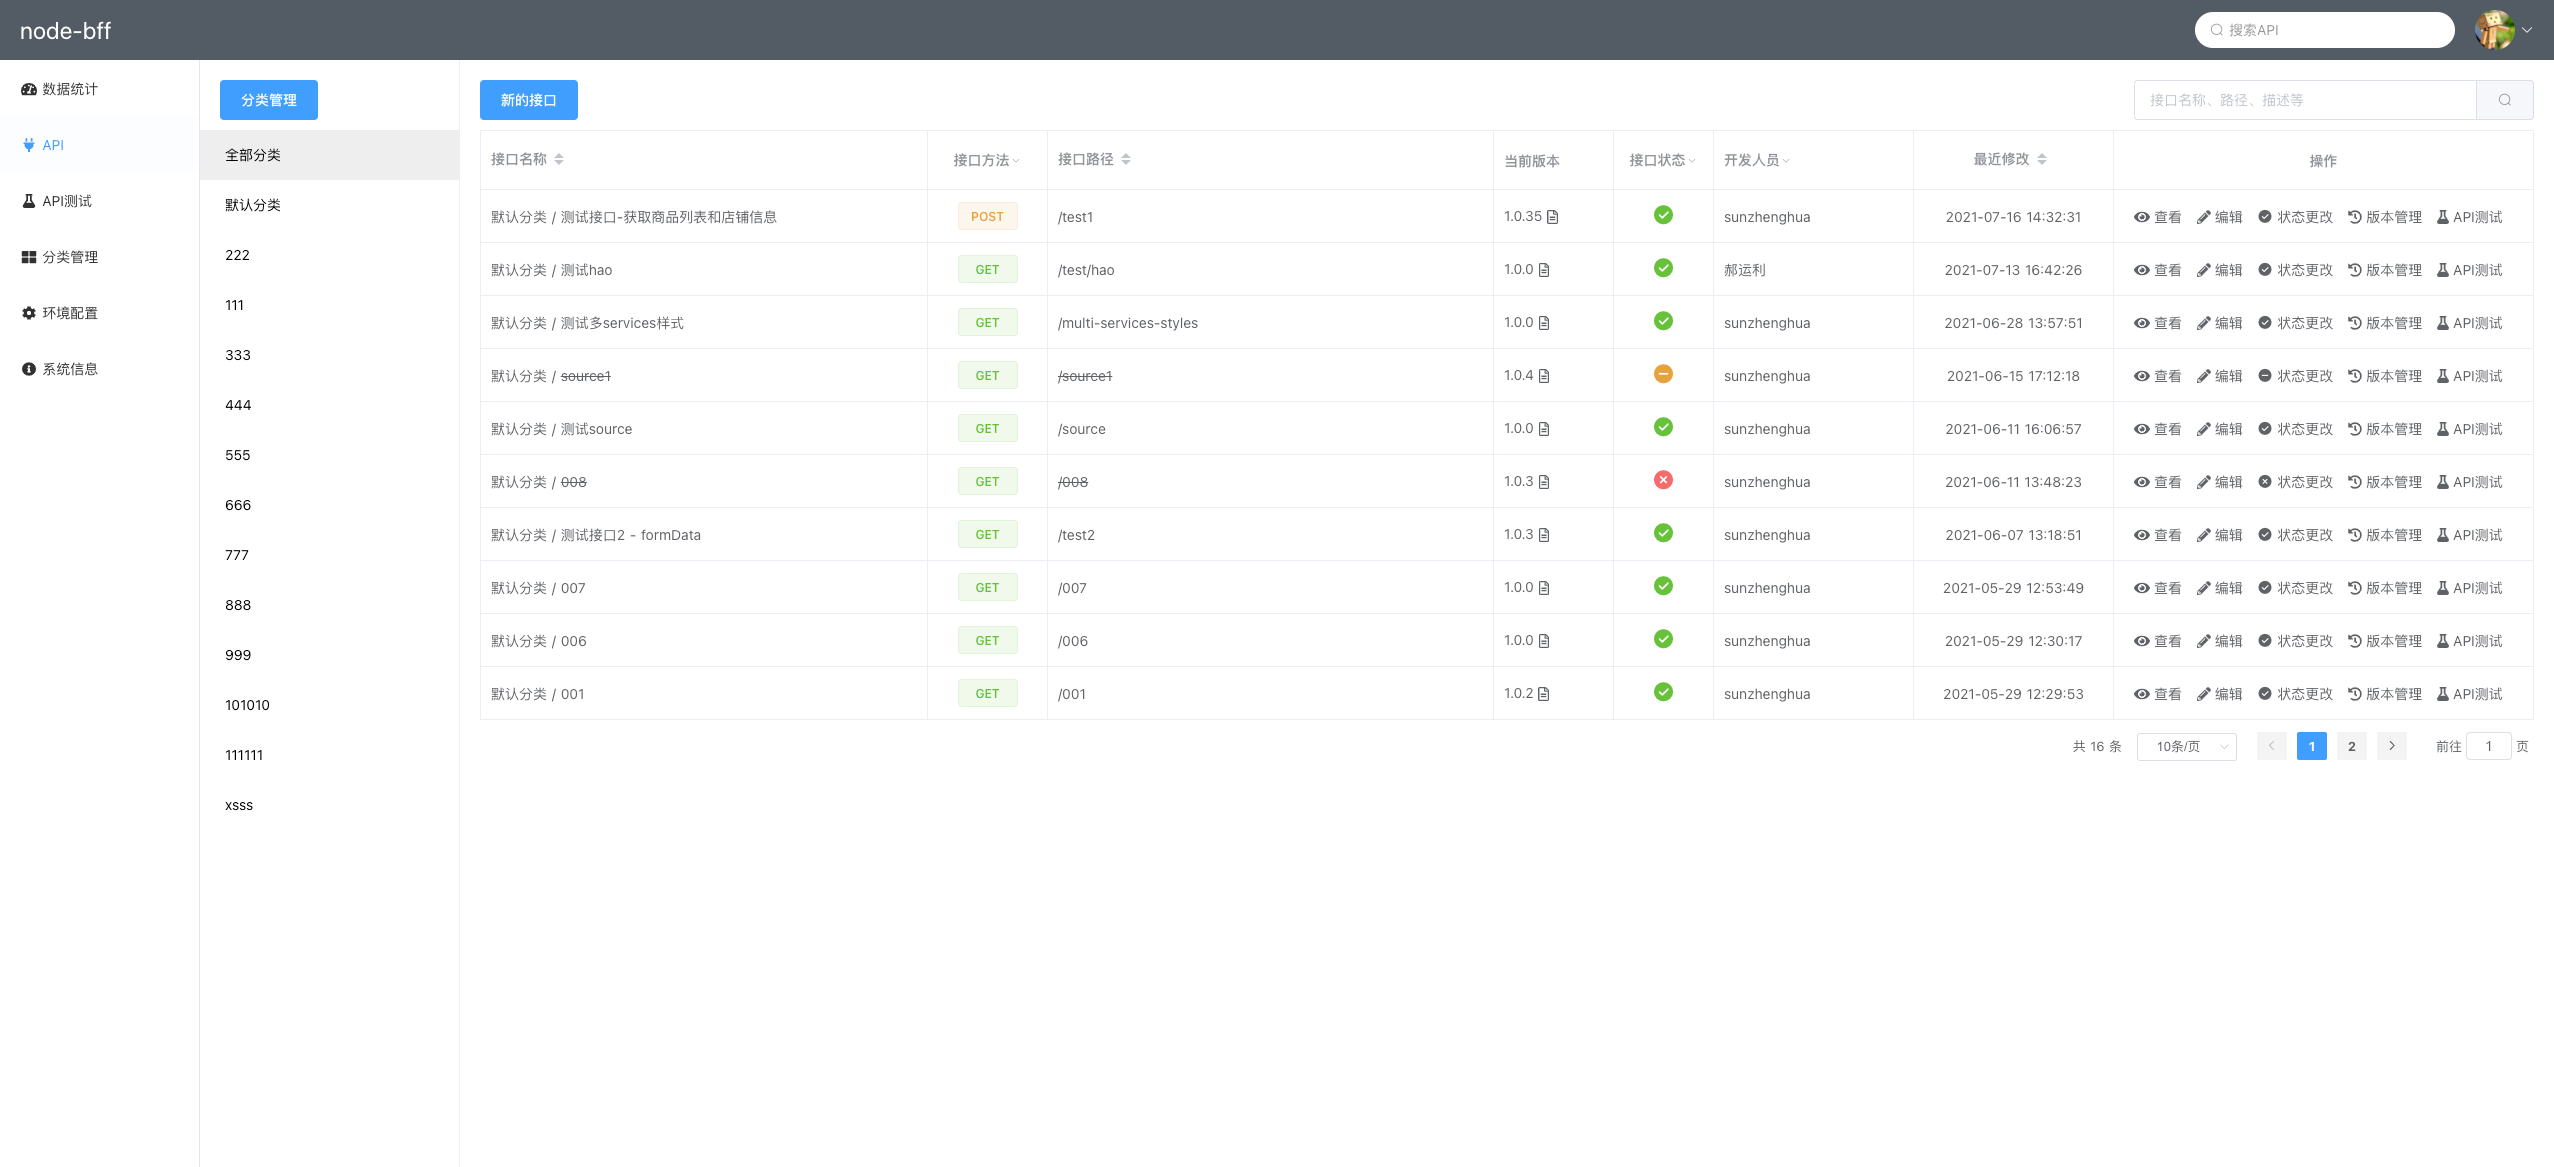 node-bff
搜索API
数据统计
API
API测试
分类管理
环境配置
系统信息
分类管理
全部分类
默认分类
222
111
333
444
555
666
777
888
999
101010
111111
xsss
新的接口
接口名称、路径、描述等
接口名称 接口方法 接口路径 当前版本 接口状态 开发人员 最近修改 操作
默认分类 / 测试接口-获取商品列表和店铺信息 POST /test1 1.0.35 sunzhenghua 2021-07-16 14:32:31 查看 编辑 状态更改 版本管理 API测试
默认分类 / 测试hao GET /test/hao 1.0.0 郝运利 2021-07-13 16:42:26 查看 编辑 状态更改 版本管理 API测试
默认分类 / 测试多services样式 GET /multi-services-styles 1.0.0 sunzhenghua 2021-06-28 13:57:51 查看 编辑 状态更改 版本管理 API测试
默认分类 / source1 GET /source1 1.0.4 sunzhenghua 2021-06-15 17:12:18 查看 编辑 状态更改 版本管理 API测试
默认分类 / 测试source GET /source 1.0.0 sunzhenghua 2021-06-11 16:06:57 查看 编辑 状态更改 版本管理 API测试
默认分类 / 008 GET /008 1.0.3 sunzhenghua 2021-06-11 13:48:23 查看 编辑 状态更改 版本管理 API测试
默认分类 / 测试接口2 - formData GET /test2 1.0.3 sunzhenghua 2021-06-07 13:18:51 查看 编辑 状态更改 版本管理 API测试
默认分类 / 007 GET /007 1.0.0 sunzhenghua 2021-05-29 12:53:49 查看 编辑 状态更改 版本管理 API测试
默认分类 / 006 GET /006 1.0.0 sunzhenghua 2021-05-29 12:30:17 查看 编辑 状态更改 版本管理 API测试
默认分类 / 001 GET /001 1.0.2 sunzhenghua 2021-05-29 12:29:53 查看 编辑 状态更改 版本管理 API测试
共 16 条 10条/页 1 2 前往 1 页